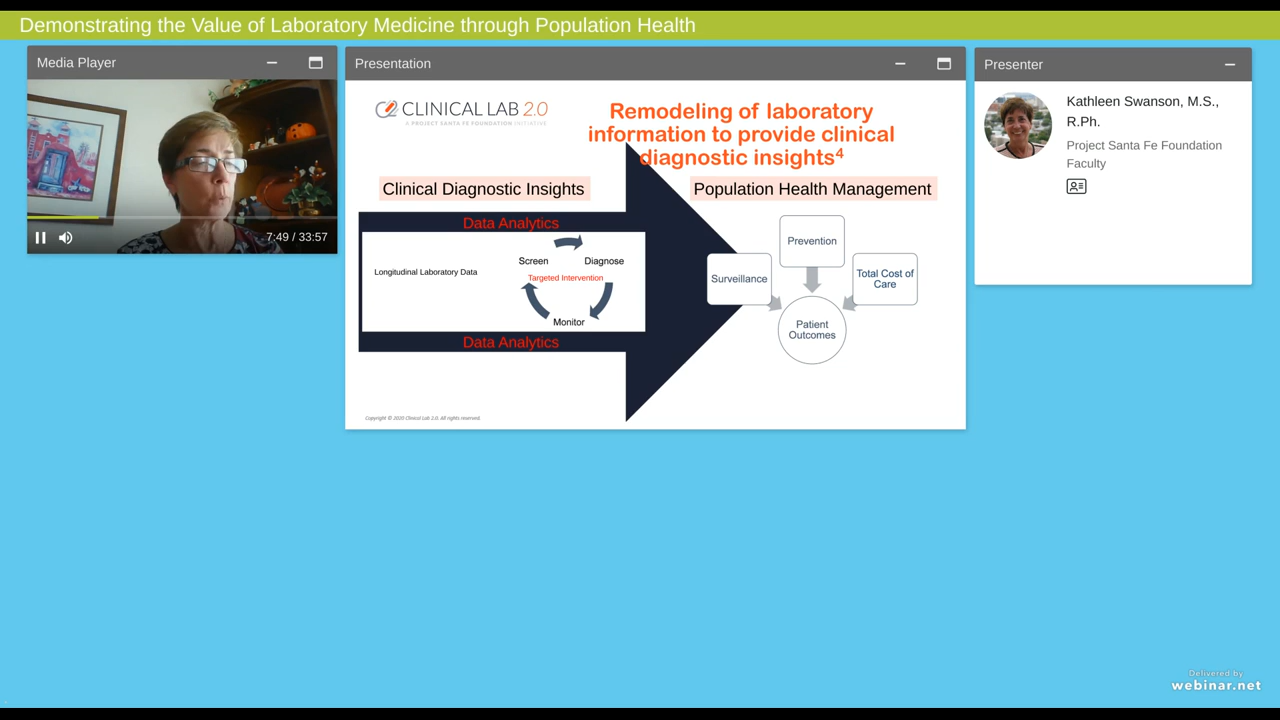 Demonstrating the Value of Laboratory Medicine through Population Health
Media Player
7:49 / 33:57
Presentation
CLINICAL LAB 2.0
A PROJECT SANTA FE FOUNDATION INITIATIVE
Remodeling of laboratory
information to provide clinical
diagnostic insights⁴
Clinical Diagnostic Insights
Population Health Management
Data Analytics
Longitudinal Laboratory Data
Screen
Diagnose
Targeted Intervention
Monitor
Data Analytics
Prevention
Surveillance
Total Cost of
Care
Patient
Outcomes
Copyright © 2020 Clinical Lab 2.0. All rights reserved.
Presenter
Kathleen Swanson, M.S.,
R.Ph.
Project Santa Fe Foundation
Faculty
Delivered by
webinar.net